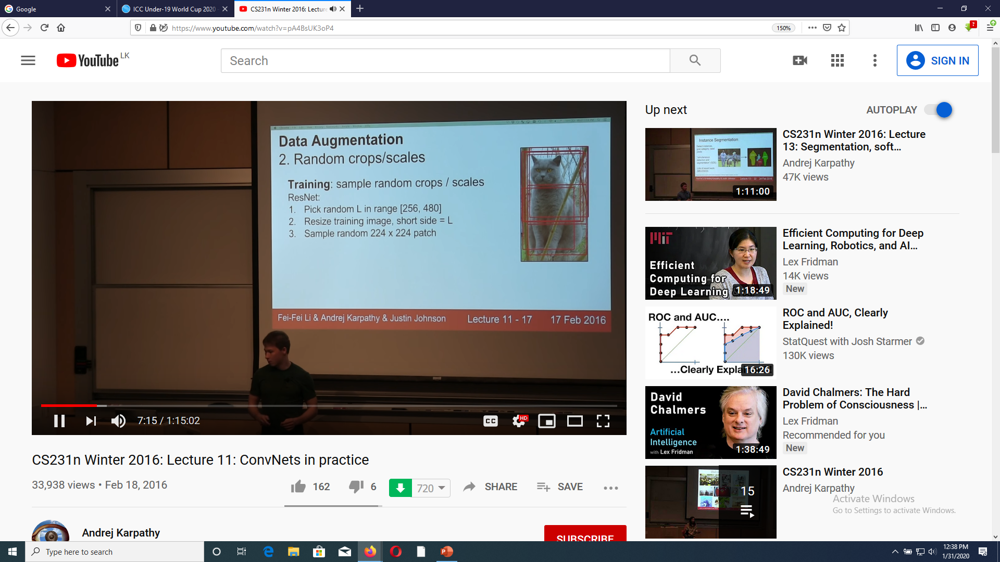 Google
ICC Under-19 World Cup 2020
CS231n Winter 2016: Lecture
https://www.youtube.com/watch?v=pA4BsUK3oP4
150%
YouTube LK
Search
SIGN IN
Data Augmentation
2. Random crops/scales
Training: sample random crops / scales
ResNet:
1. Pick random L in range [256, 480]
2. Resize training image, short side = L
3. Sample random 224 x 224 patch
Fei-Fei Li & Andrej Karpathy & Justin Johnson Lecture 11 - 17 17 Feb 2016
7:15 / 1:15:02
CC
HD
CS231n Winter 2016: Lecture 11: ConvNets in practice
33,938 views • Feb 18, 2016
162
6
720
SHARE
SAVE
Andrej Karpathy
SUBSCRIBE
Up next
AUTOPLAY
Instance Segmentation
1:11:00
CS231n Winter 2016: Lecture
13: Segmentation, soft...
Andrej Karpathy
47K views
MIT
Efficient
Computing for
Deep Learning
1:18:49
Efficient Computing for Deep
Learning, Robotics, and AI...
Lex Fridman
14K views
New
ROC and AUC....
...Clearly
16:26
ROC and AUC, Clearly
Explained!
StatQuest with Josh Starmer
130K views
David
Chalmers
Artificial
Intelligence
with Lex Fridman
1:38:49
David Chalmers: The Hard
Problem of Consciousness |...
Lex Fridman
Recommended for you
New
15
CS231n Winter 2016
Andrej Karpathy
Activate Windows
Go to Settings to activate Windows.
Type here to search
12:38 PM
1/31/2020